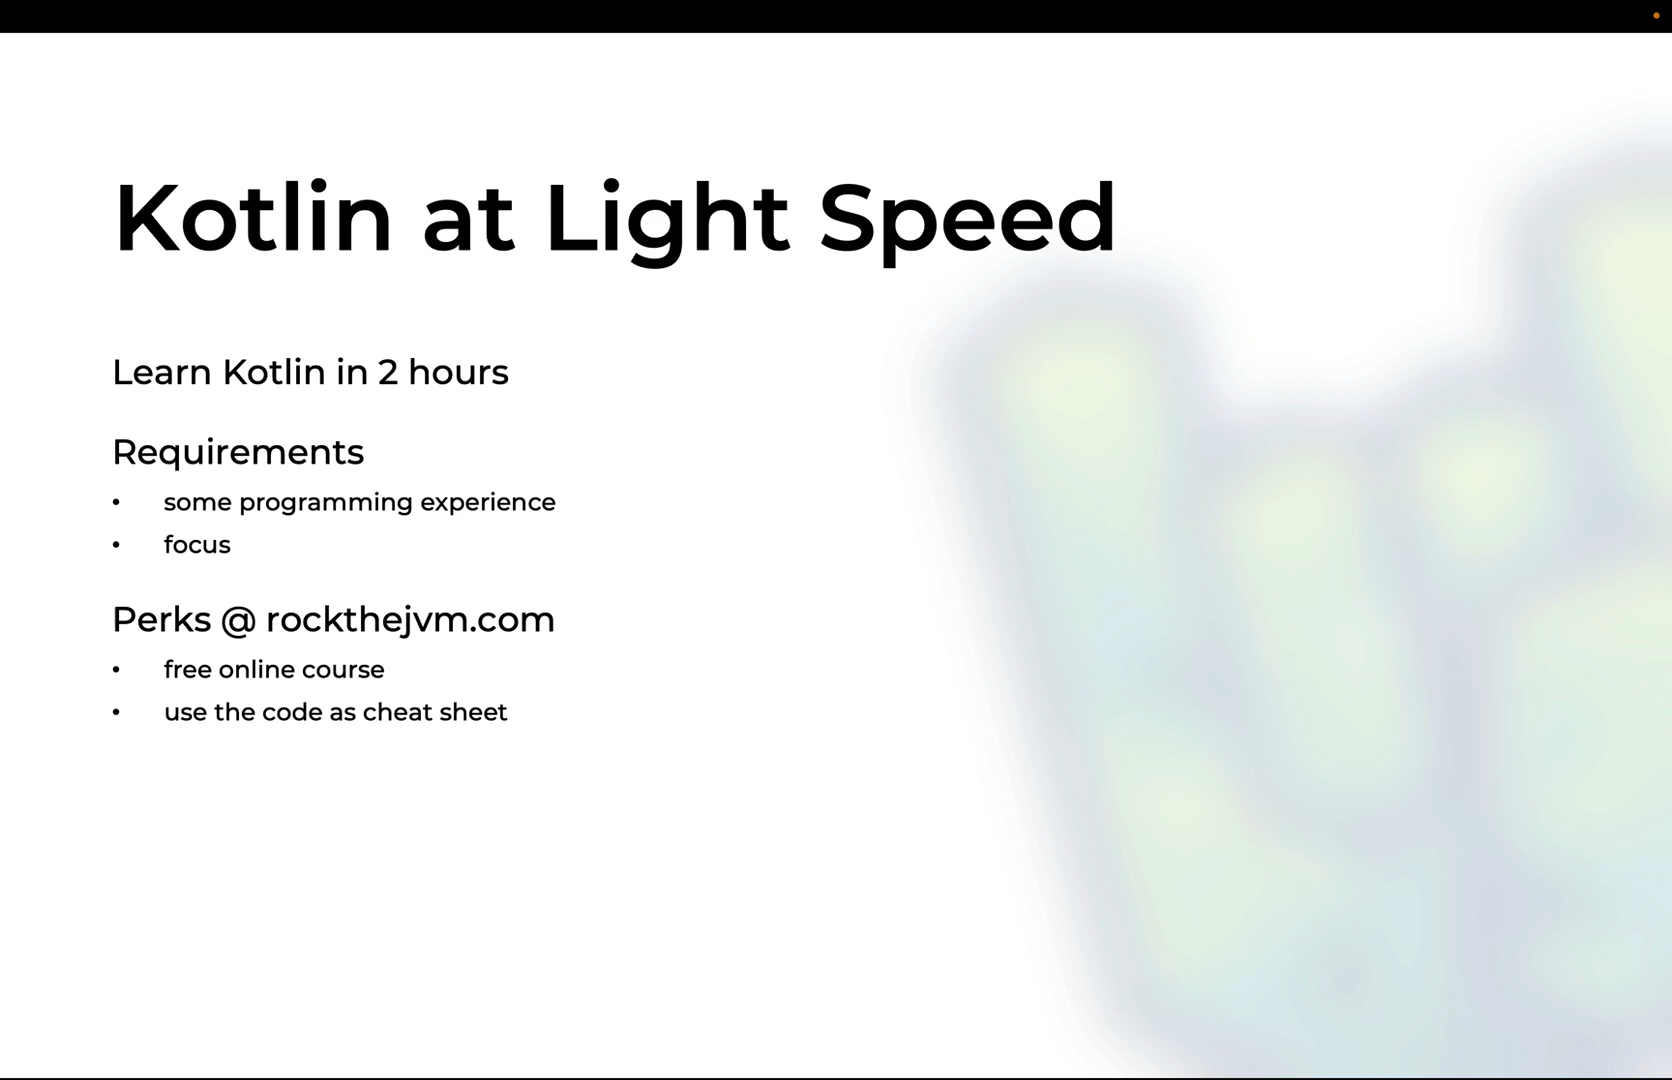 Kotlin at Light Speed
Learn Kotlin in 2 hours
Requirements
• some programming experience
• focus
Perks @ rockthejvm.com
• free online course
• use the code as cheat sheet